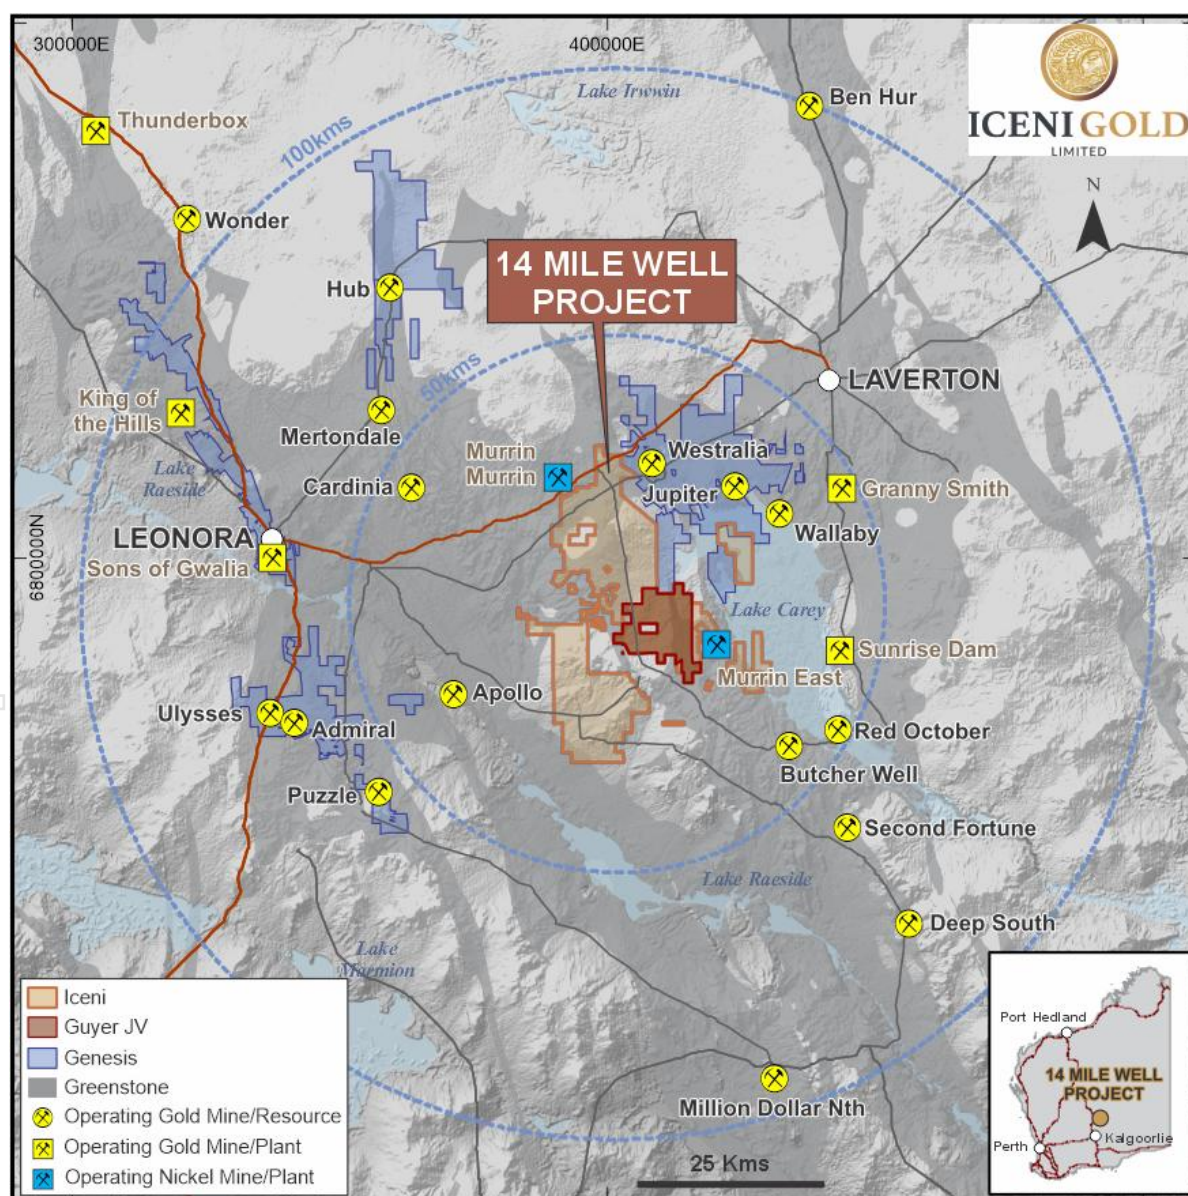 300000E
400000E
6800000N
ICENI GOLD
LIMITED
N
Lake Irwwin
Ben Hur
Thunderbox
100kms
Wonder
14 MILE WELL
PROJECT
Hub
50kms
LAVERTON
King of
the Hills
Mertondale
Murrin
Murrin
Westralia
Lake
Raeside
Cardinia
Jupiter
Granny Smith
Wallaby
LEONORA
Sons of Gwalia
Lake Carey
Sunrise Dam
Murrin East
Apollo
Ulysses
Admiral
Red October
Butcher Well
Puzzle
Second Fortune
Lake Raeside
Deep South
Lake
Marmion
Million Dollar Nth
25 Kms
Iceni
Guyer JV
Genesis
Greenstone
Operating Gold Mine/Resource
Operating Gold Mine/Plant
Operating Nickel Mine/Plant
Port Hedland
14 MILE WELL
PROJECT
Kalgoorlie
Perth